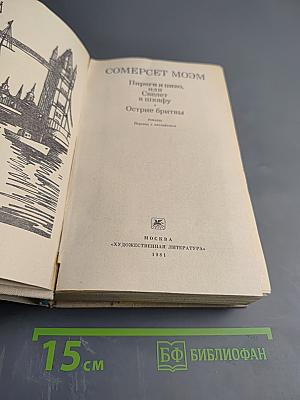 СОМЕРСЕТ МОЭМ
Пироги и пиво,
или
Скелет
в шкафу
Острие бритвы
РОМАНЫ
Перевод с английского
МОСКВА
«ХУДОЖЕСТВЕННАЯ ЛИТЕРАТУРА»
1981
15 см
БФ БИБЛИОФАН